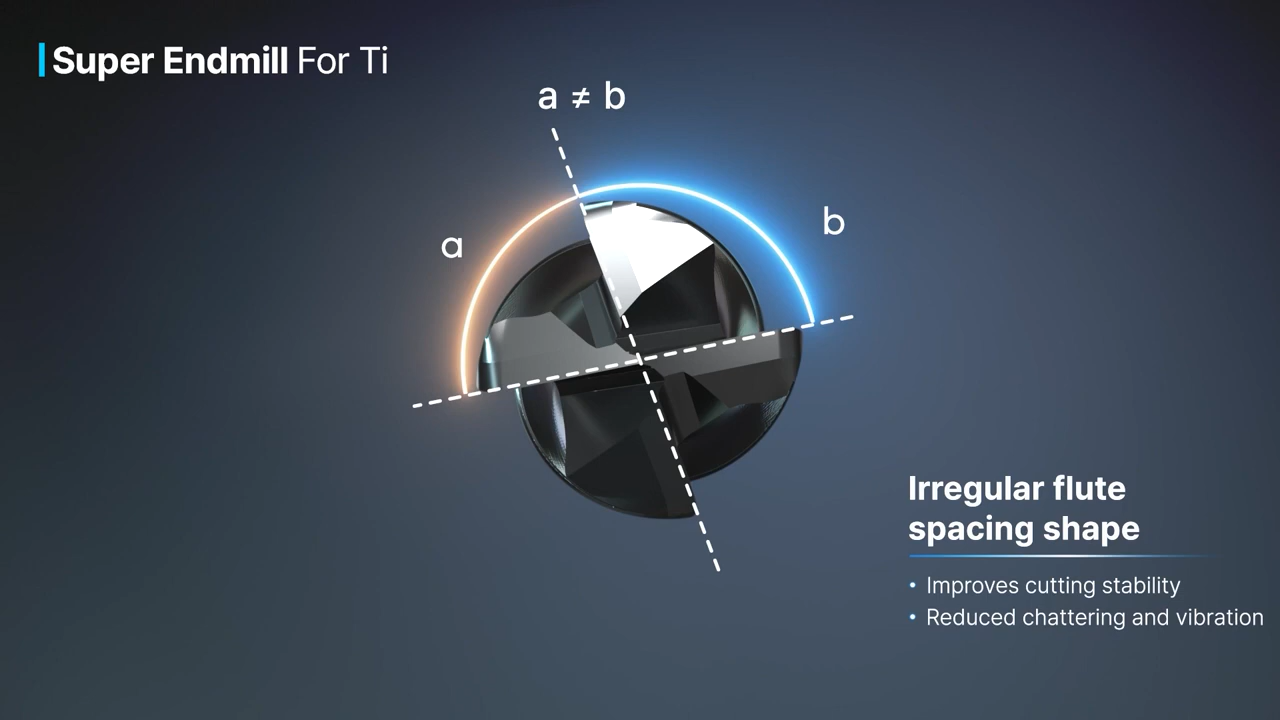 Super Endmill For Ti
a ≠ b
a
b
Irregular flute
spacing shape
• Improves cutting stability
• Reduced chattering and vibration